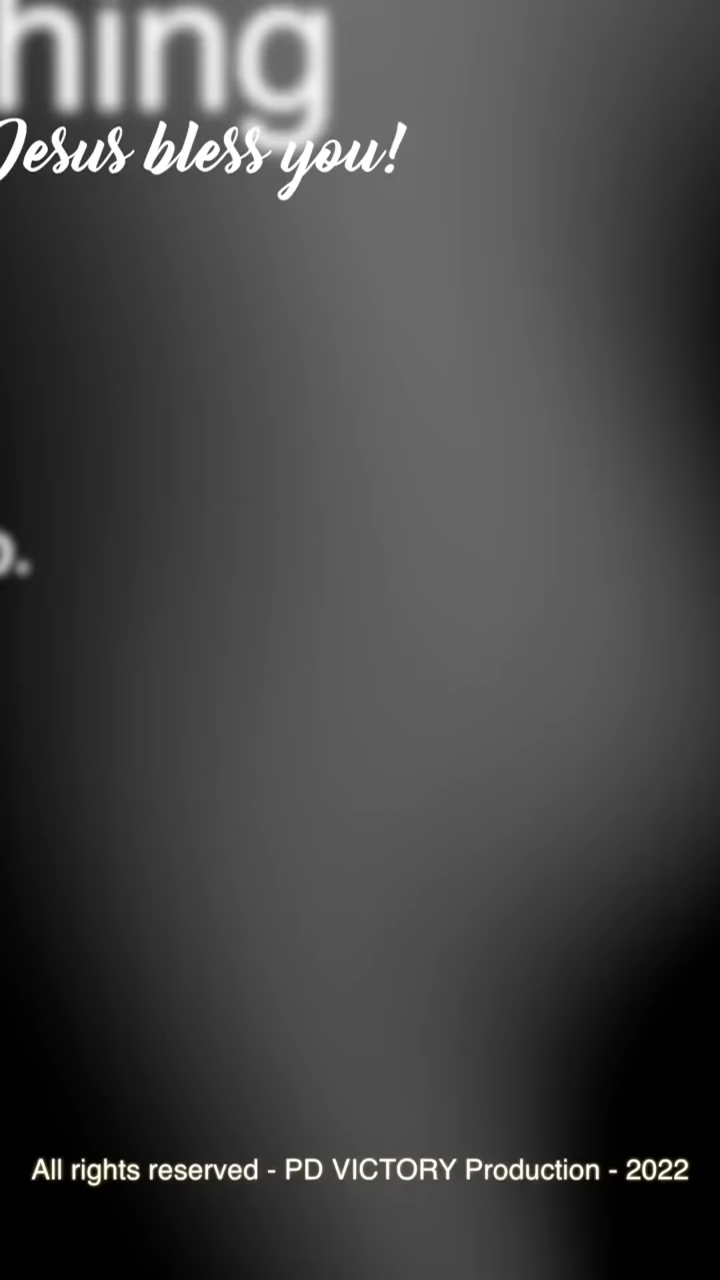 hing
Jesus bless you!
o.
All rights reserved - PD VICTORY Production - 2022